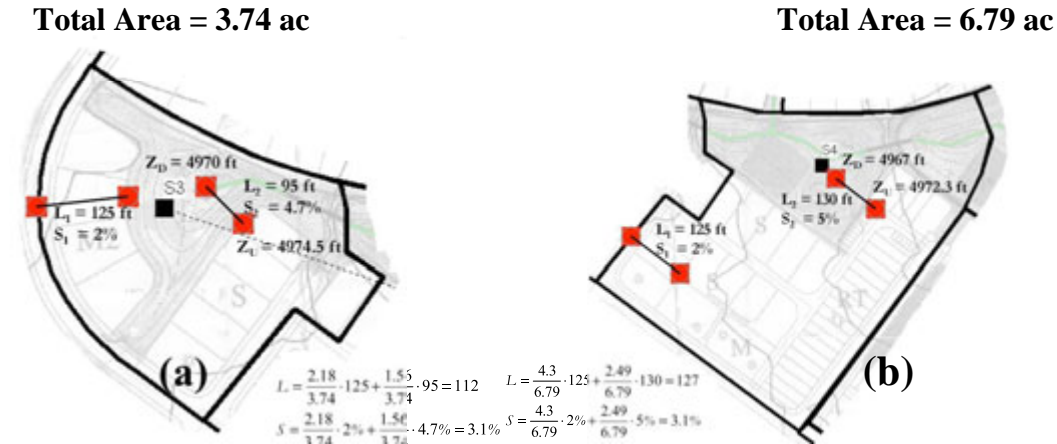 Total Area = 3.74 ac
Total Area = 6.79 ac
Z_D = 4970 ft
S3
L_2 = 95 ft
S_2 = 4.7%
L_1 = 125 ft
S_1 = 2%
Z_U = 4974.5 ft
S
(a)
S4
Z_D = 4967 ft
Z_U = 4972.3 ft
L_2 = 130 ft
S_2 = 5%
L_1 = 125 ft
S_1 = 2%
S
RT
M
(b)
L = 2.18/3.74 · 125 + 1.56/3.74 · 95 = 112
S = 2.18/3.74 · 2% + 1.56/3.74 · 4.7% = 3.1%
L = 4.3/6.79 · 125 + 2.49/6.79 · 130 = 127
S = 4.3/6.79 · 2% + 2.49/6.79 · 5% = 3.1%